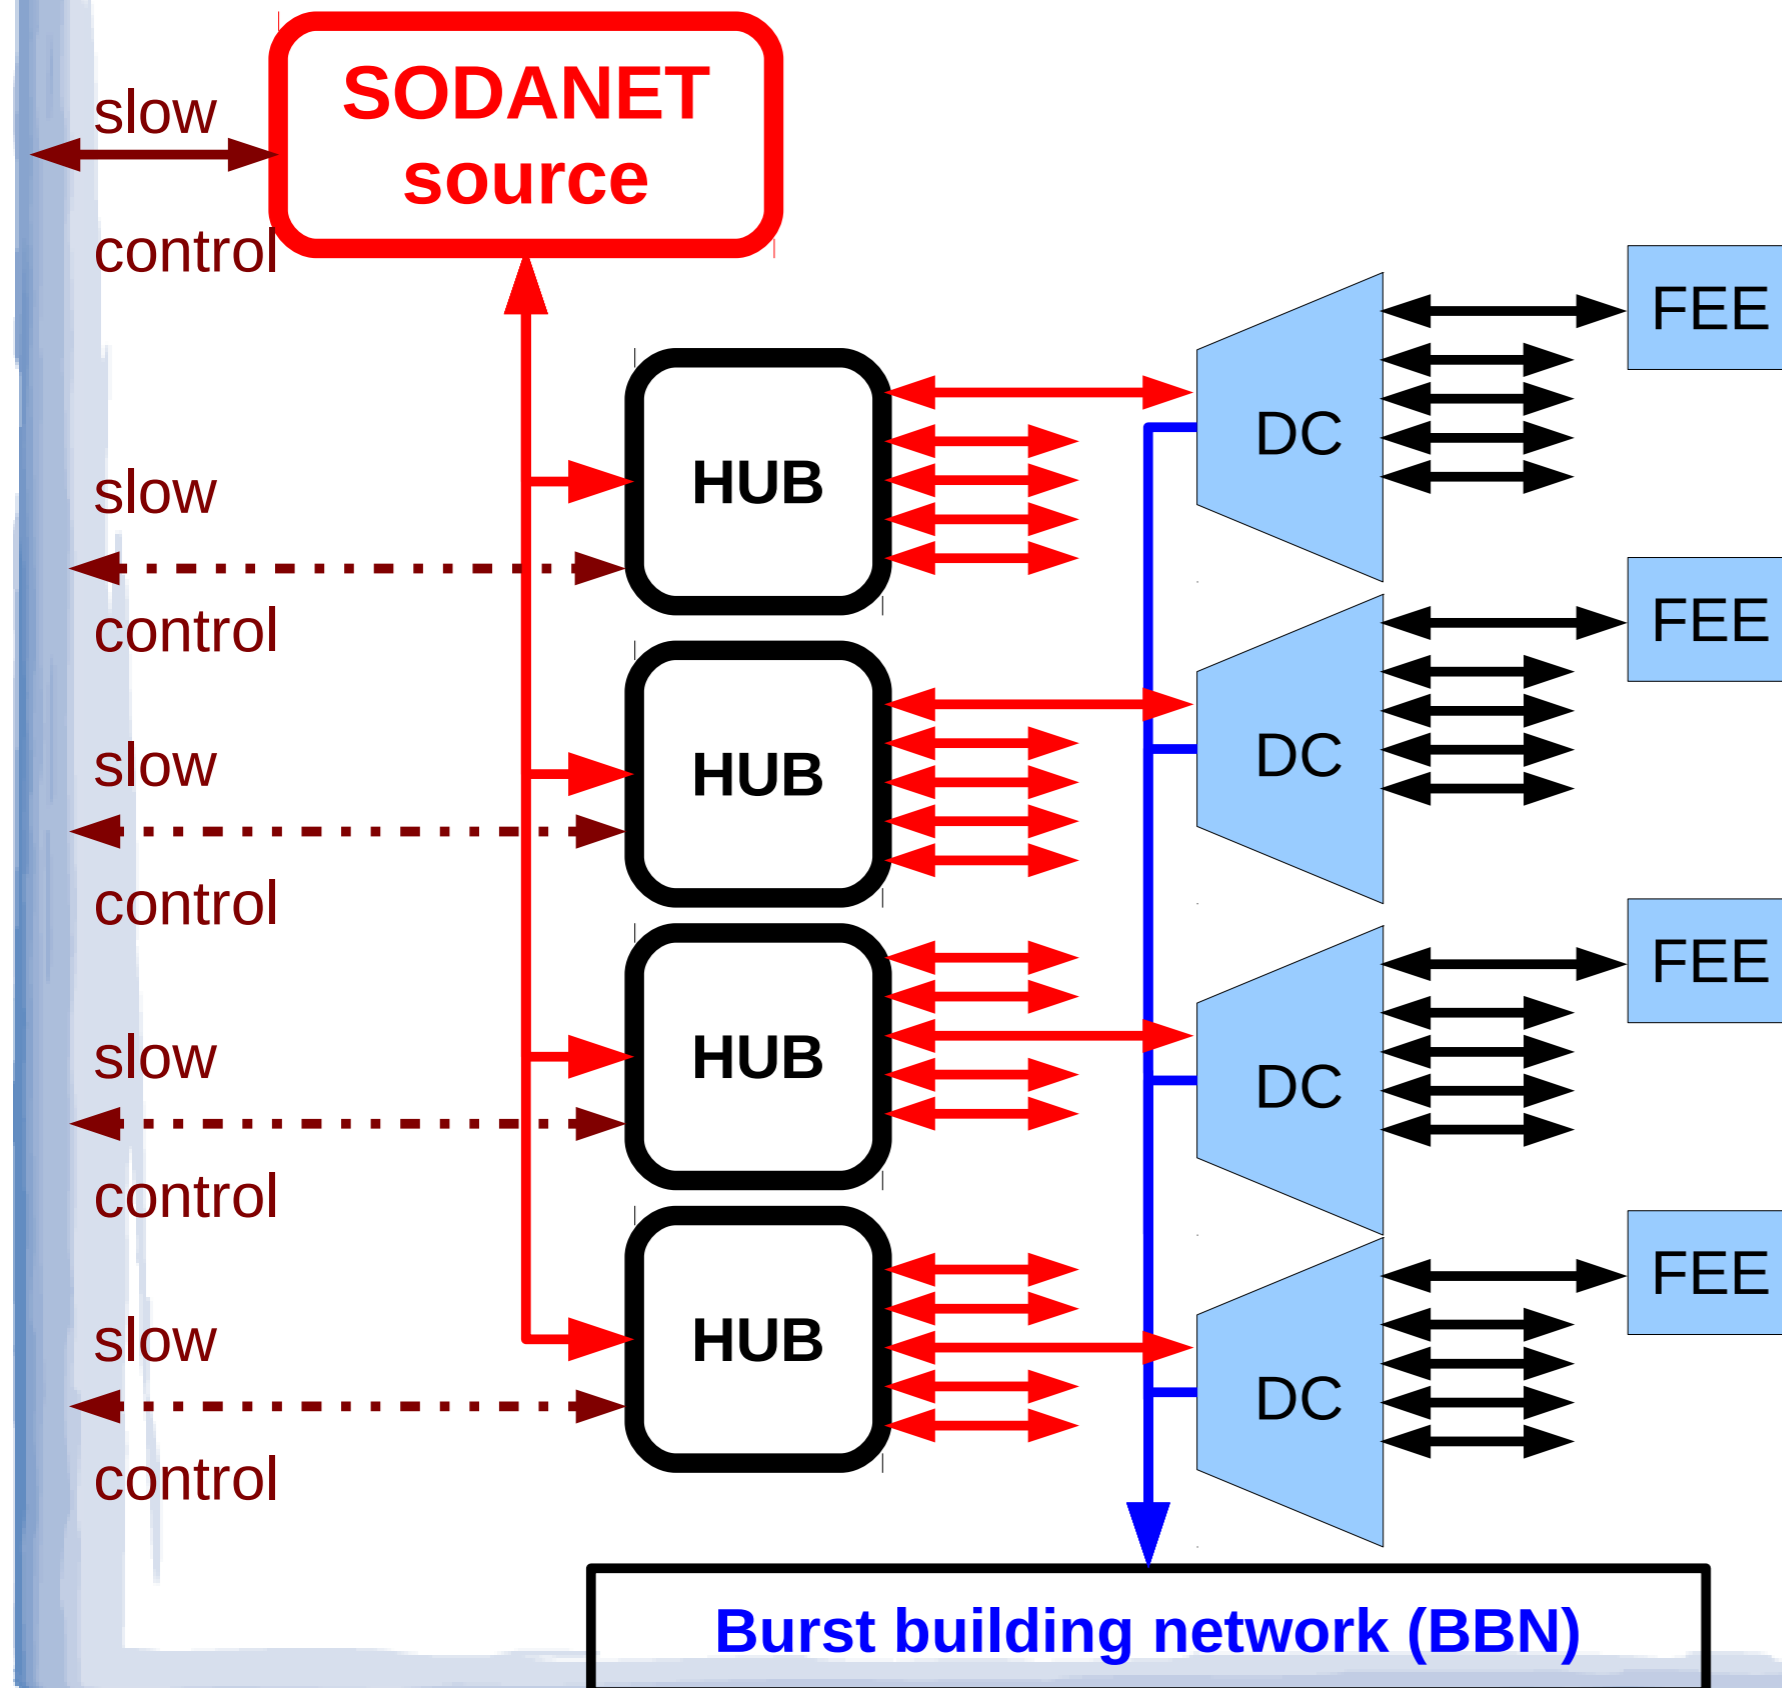 SODANET
source
slow
control
FEE
DC
HUB
slow
control
FEE
DC
HUB
slow
control
FEE
DC
HUB
slow
control
FEE
DC
HUB
slow
control
Burst building network (BBN)